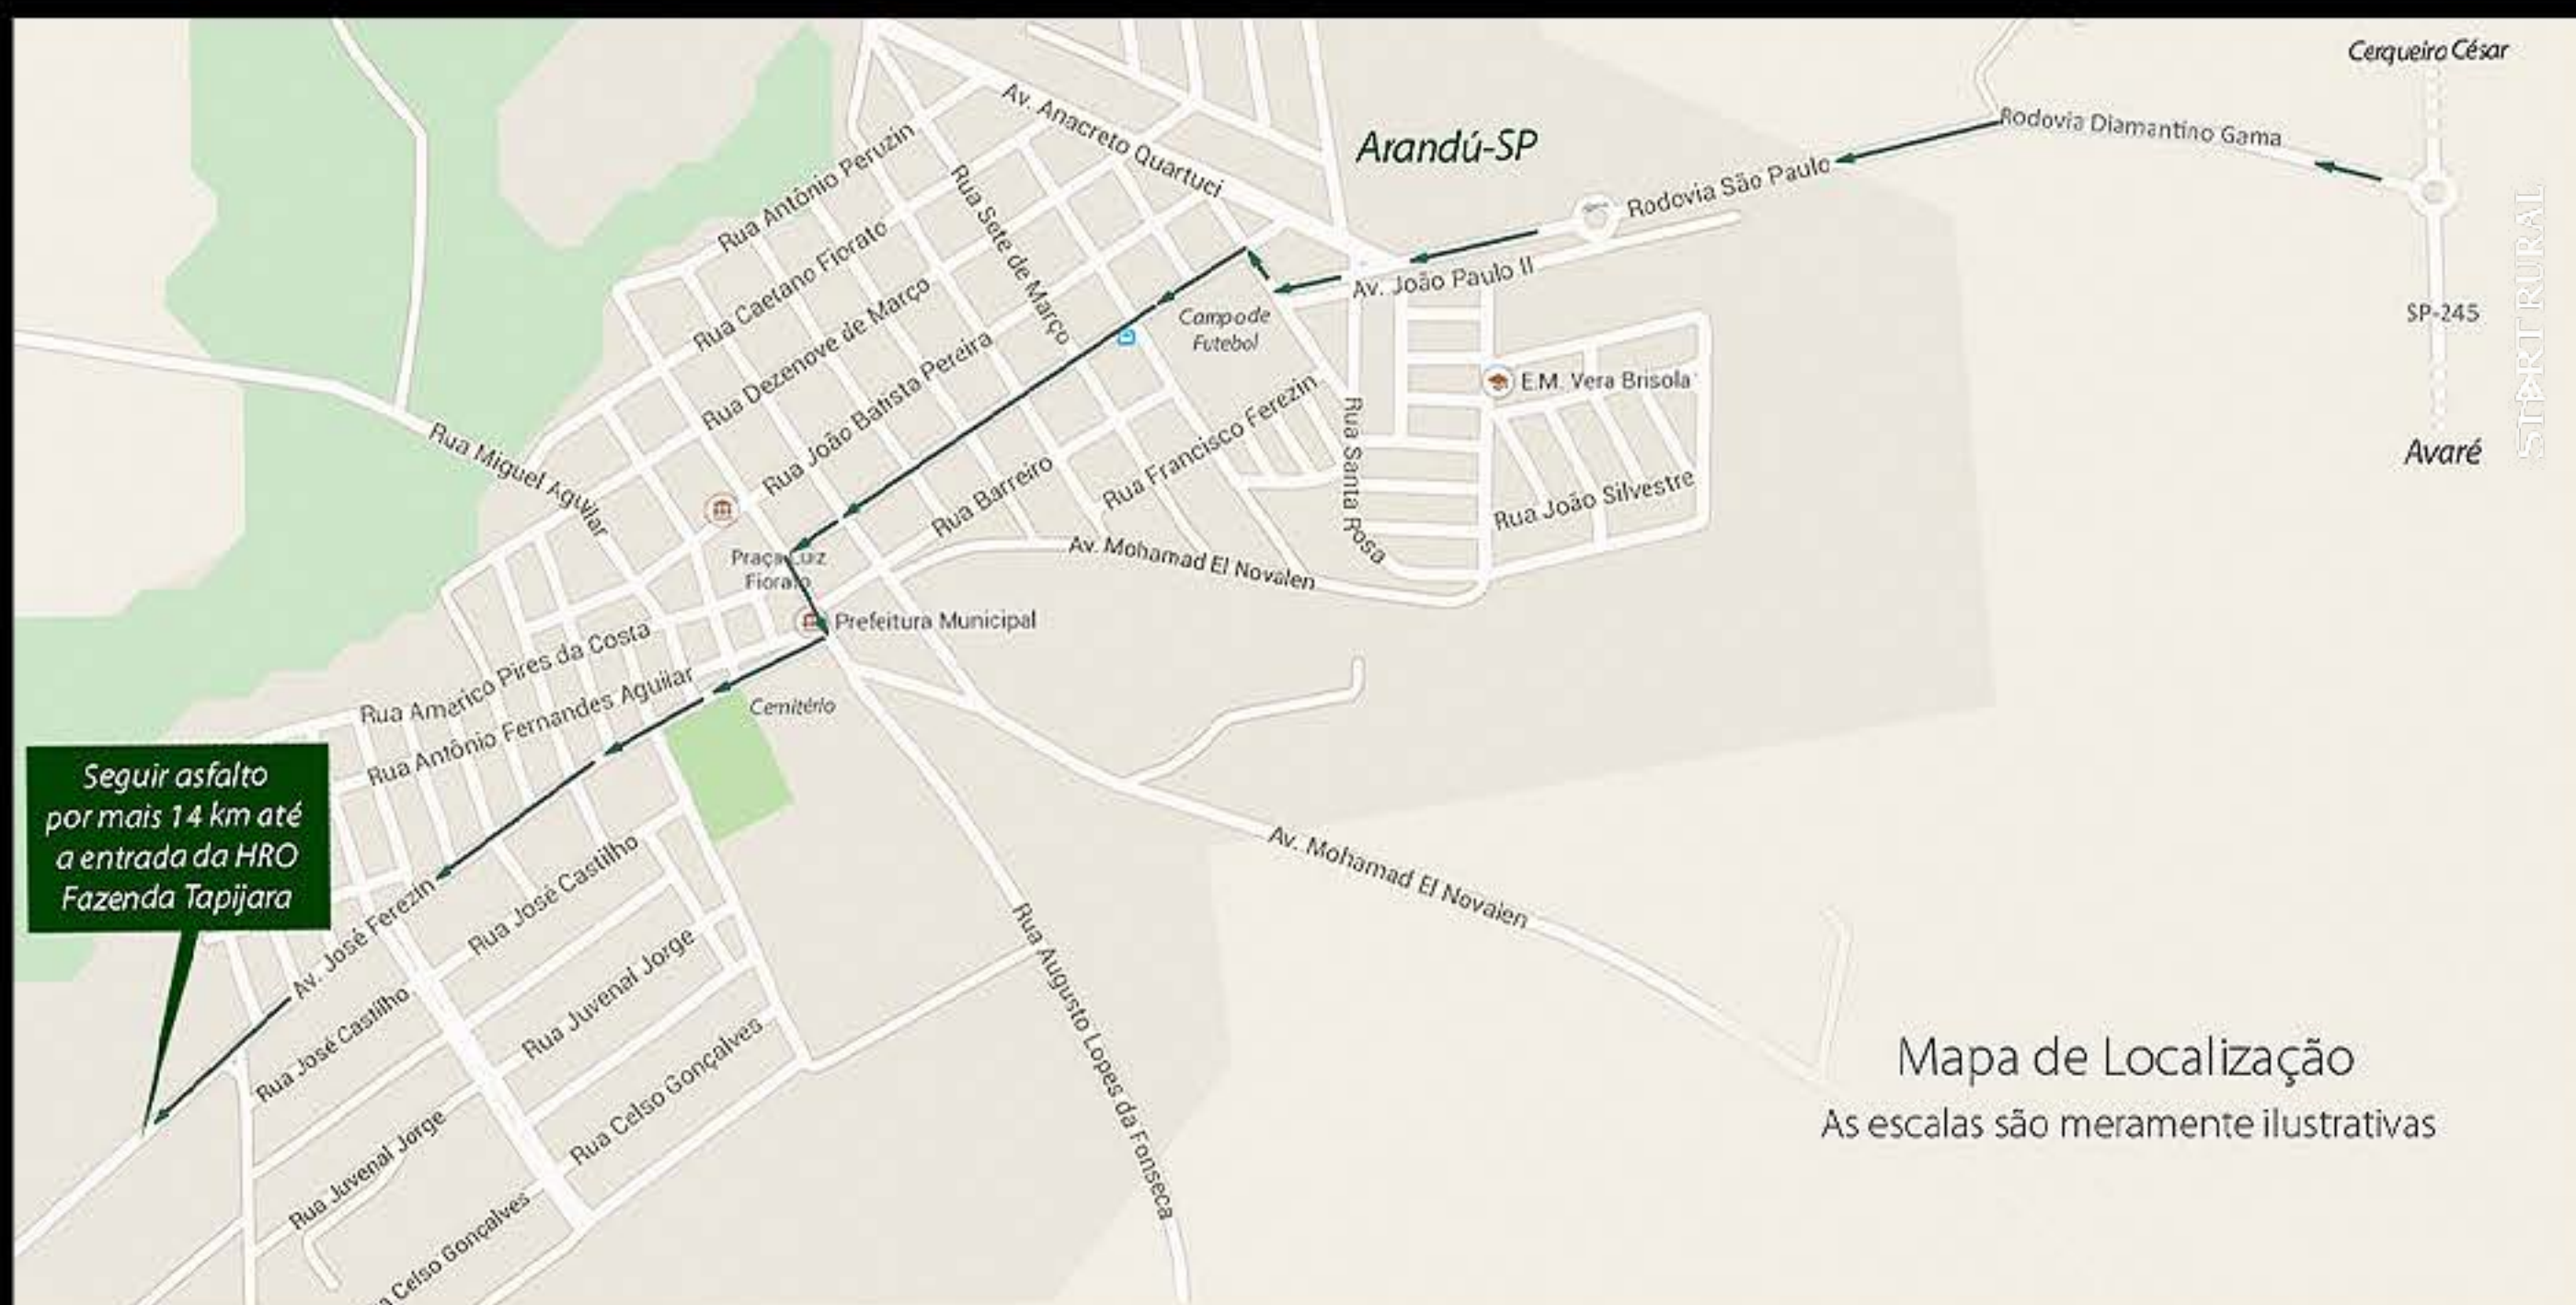 Cerqueiro César
Rodovia Diamantino Gama
Av. Anacreto Quartuci
Arandú-SP
Rua Antônio Peruzin
Rodovia São Paulo
Rua Sete de Março
START RURAL
Rua Caetano Fiorato
Av. João Paulo II
Rua Dezenove de Março
SP-245
Campo de
Futebol
Rua João Batista Pereira
E.M. Vera Brisola
Avaré
Rua Francisco Ferezin
Rua Santa Rosa
Rua Miguel Aguilar
Rua Barreiro
Rua João Silvestre
Praça Luiz
Fiorato
Av. Mohamad El Novalen
Prefeitura Municipal
Rua Americo Pires da Costa
Rua Antônio Fernandes Aguilar
Cemitério
Seguir asfalto
por mais 14 km até
a entrada da HRO
Fazenda Tapijara
Av. Mohamad El Novalen
Rua José Castilho
Av. José Ferezin
Rua Juvenal Jorge
Rua José Castilho
Rua Augusto Lopes da Fonseca
Rua Celso Gonçalves
Mapa de Localização
As escalas são meramente ilustrativas
Rua Juvenal Jorge
a Celso Gonçalves